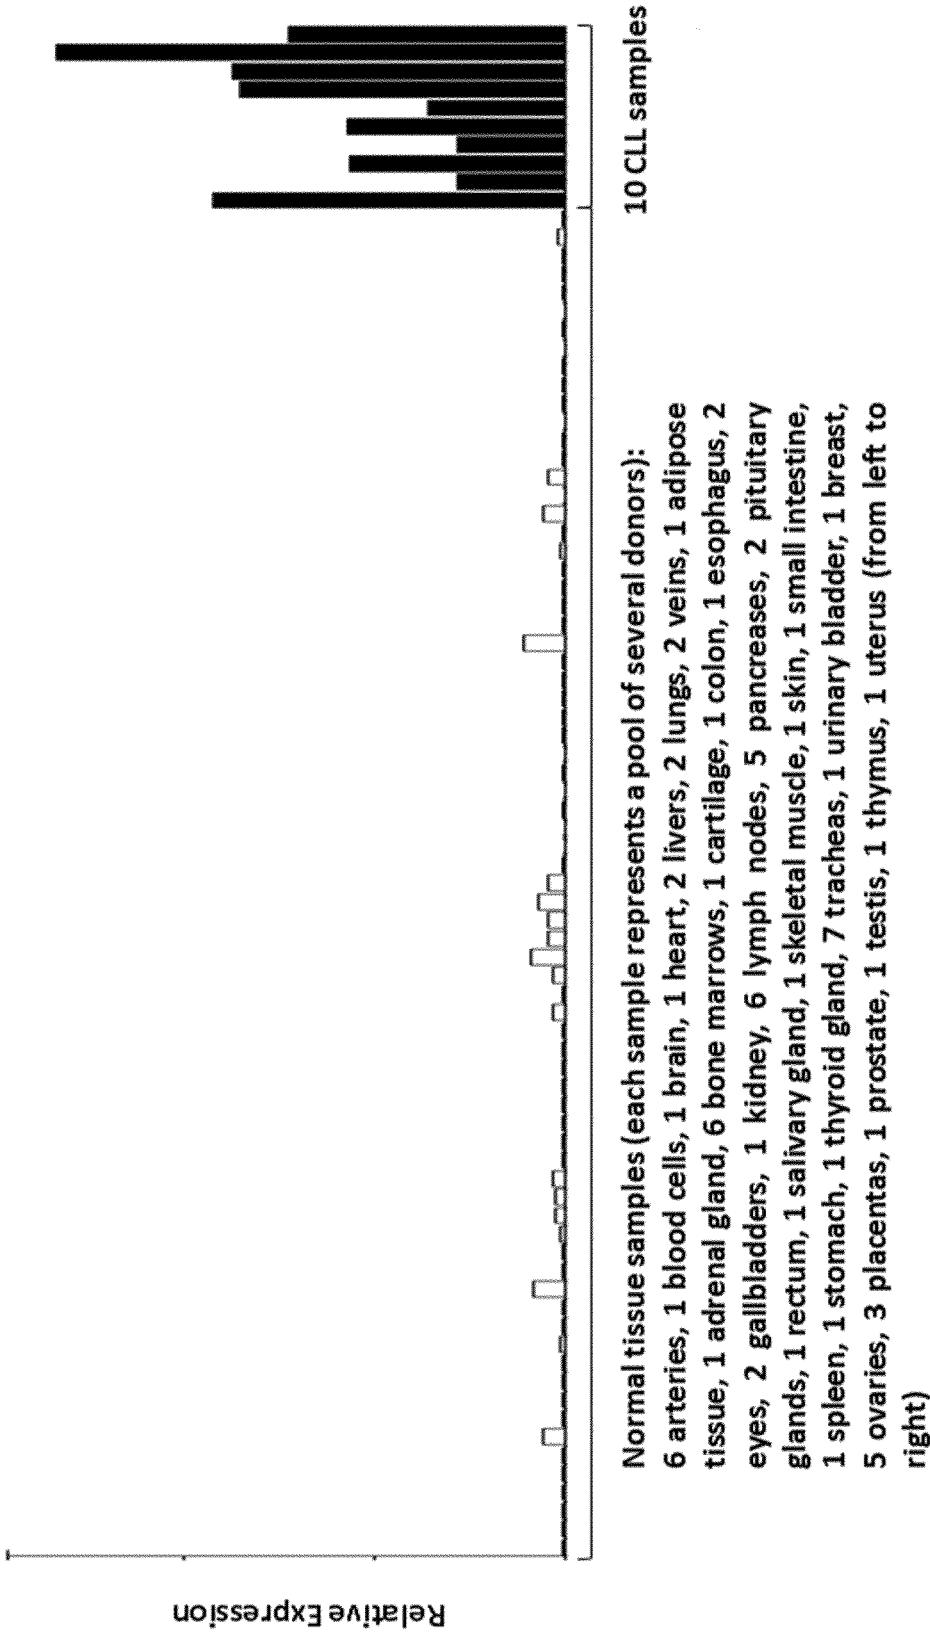 Relative Expression
Normal tissue samples (each sample represents a pool of several donors):
6 arteries, 1 blood cells, 1 brain, 1 heart, 2 livers, 2 lungs, 2 veins, 1 adipose
tissue, 1 adrenal gland, 6 bone marrows, 1 cartilage, 1 colon, 1 esophagus, 2
eyes, 2 gallbladders, 1 kidney, 6 lymph nodes, 5 pancreases, 2 pituitary
glands, 1 rectum, 1 salivary gland, 1 skeletal muscle, 1 skin, 1 small intestine,
1 spleen, 1 stomach, 1 thyroid gland, 7 tracheas, 1 urinary bladder, 1 breast,
5 ovaries, 3 placentas, 1 prostate, 1 testis, 1 thymus, 1 uterus (from left to
right)
10 CLL samples